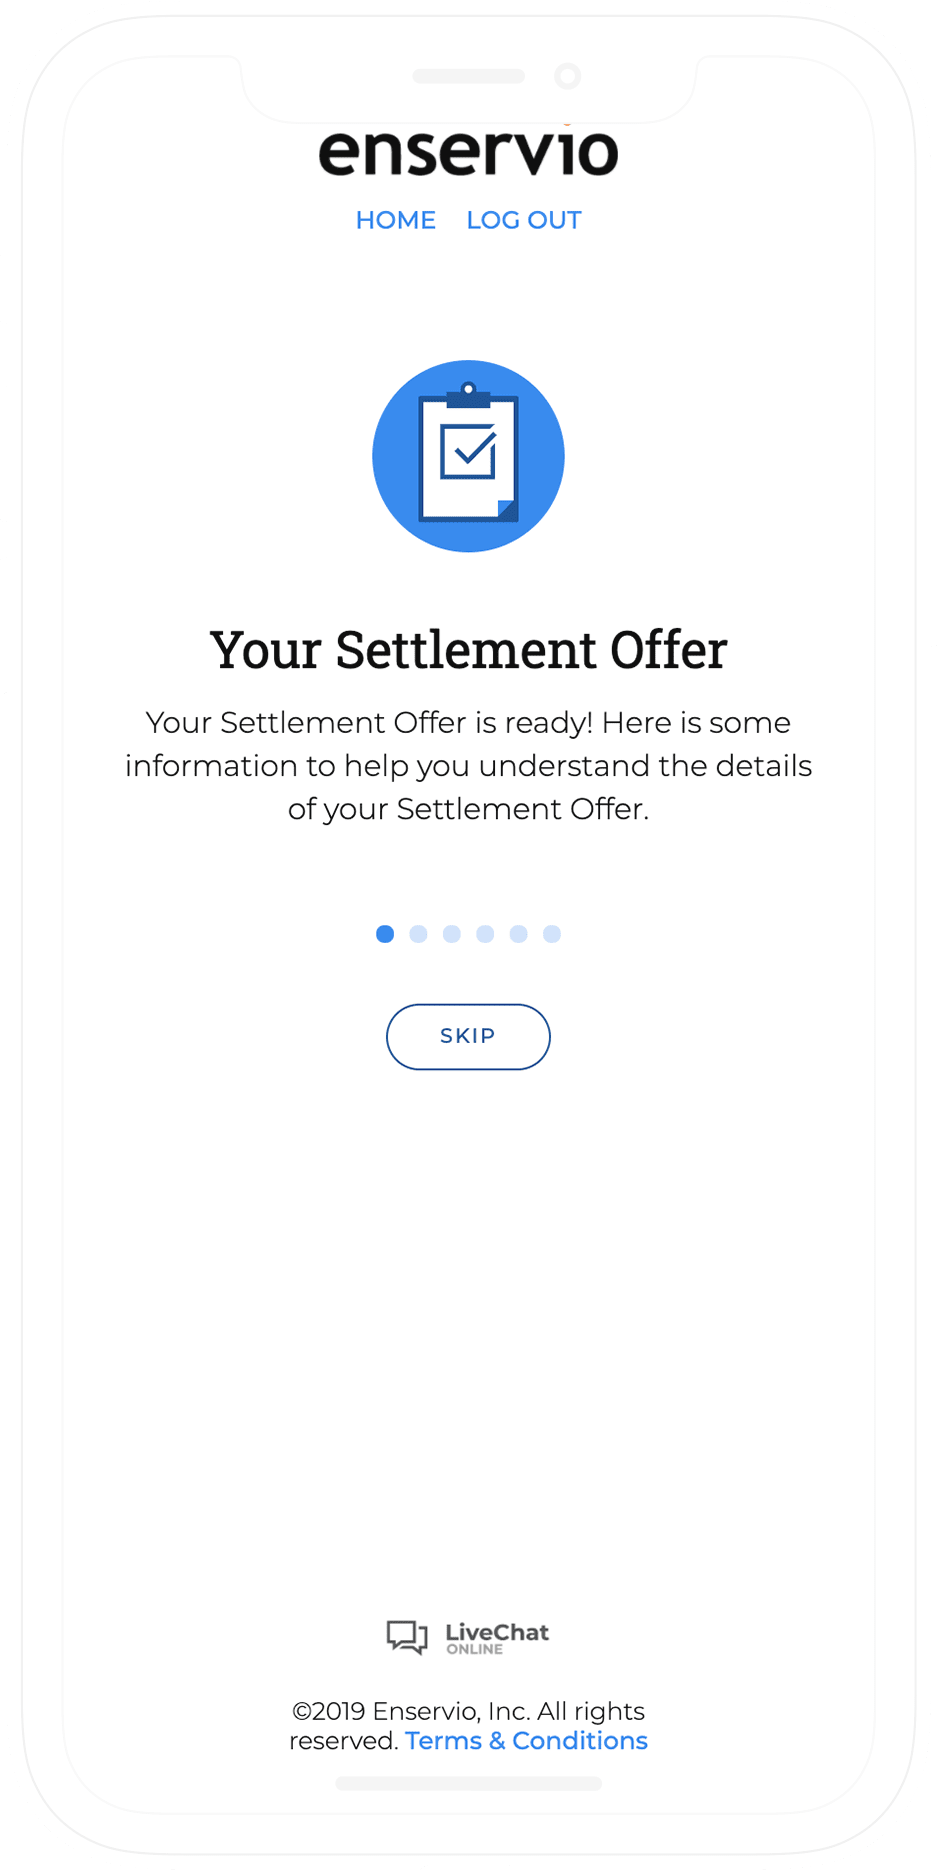 enservio
HOME LOG OUT
Your Settlement Offer
Your Settlement Offer is ready! Here is some
information to help you understand the details
of your Settlement Offer.
SKIP
LiveChat
ONLINE
©2019 Enservio, Inc. All rights
reserved. Terms & Conditions